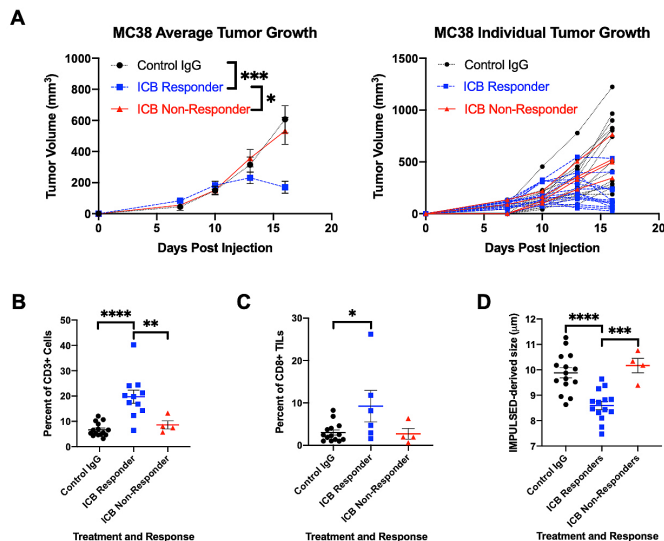 A
MC38 Average Tumor Growth
Tumor Volume (mm³)
1000
800
600
400
200
0
0
5
10
15
20
Days Post Injection
Control IgG
ICB Responder
ICB Non-Responder
***
*
MC38 Individual Tumor Growth
Tumor Volume (mm³)
1500
1000
500
0
0
5
10
15
20
Days Post Injection
Control IgG
ICB Responder
ICB Non-Responder
B
Percent of CD3+ Cells
50
40
30
20
10
0
****
**
Control IgG
ICB Responder
ICB Non-Responder
Treatment and Response
C
Percent of CD8+ TILs
30
20
10
0
*
Control IgG
ICB Responder
ICB Non-Responder
Treatment and Response
D
IMPULSED-derived size (μm)
12
11
10
9
8
7
****
***
Control IgG
ICB Responders
ICB Non-Responders
Treatment and Response